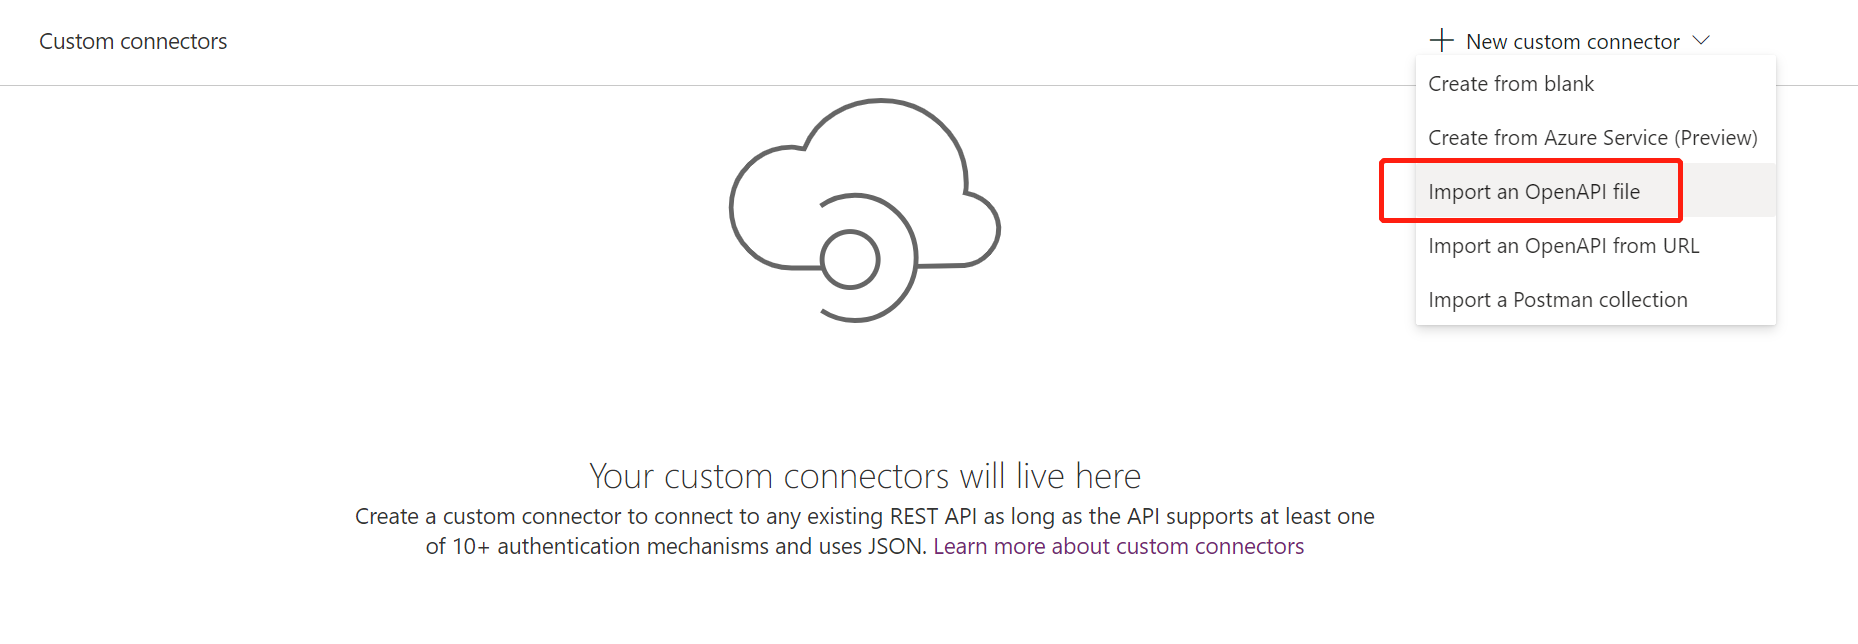 Custom connectors
New custom connector
Create from blank
Create from Azure Service (Preview)
Import an OpenAPI file
Import an OpenAPI from URL
Import a Postman collection
Your custom connectors will live here
Create a custom connector to connect to any existing REST API as long as the API supports at least one
of 10+ authentication mechanisms and uses JSON. Learn more about custom connectors